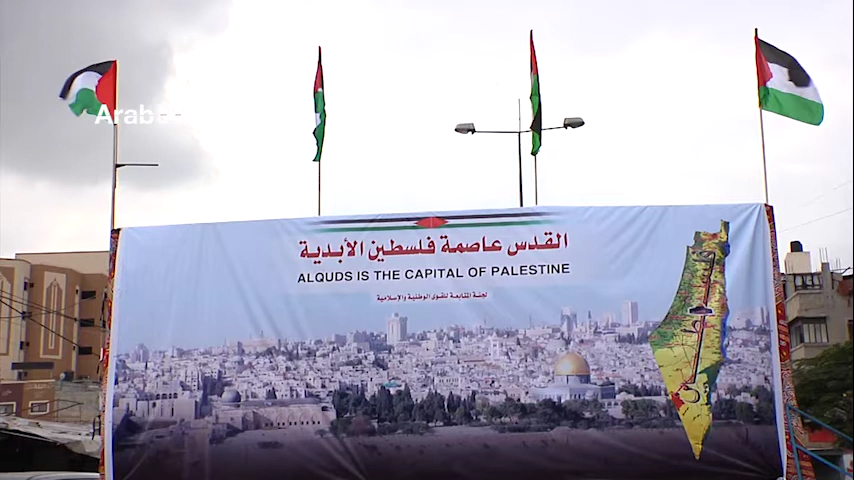 Arab
القدس عاصمة فلسطين الأبدية
ALQUDS IS THE CAPITAL OF PALESTINE
لجنة المتابعة للقوى الوطنية والإسلامية